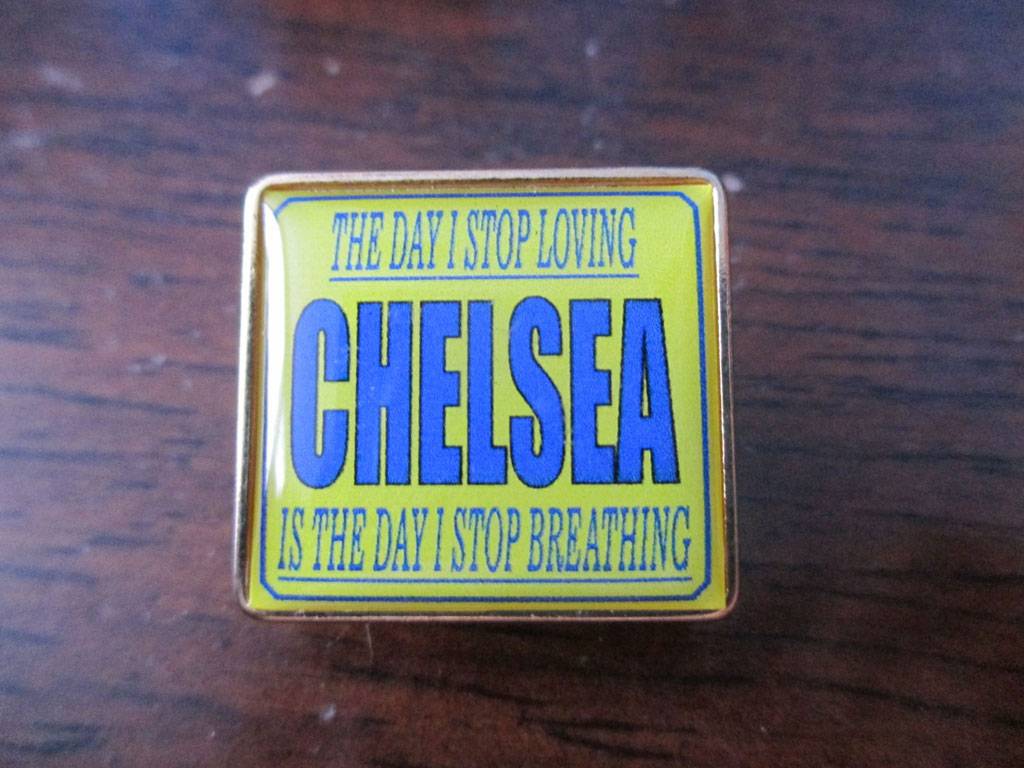 THE DAY I STOP LOVING
CHELSEA
IS THE DAY I STOP BREATHING